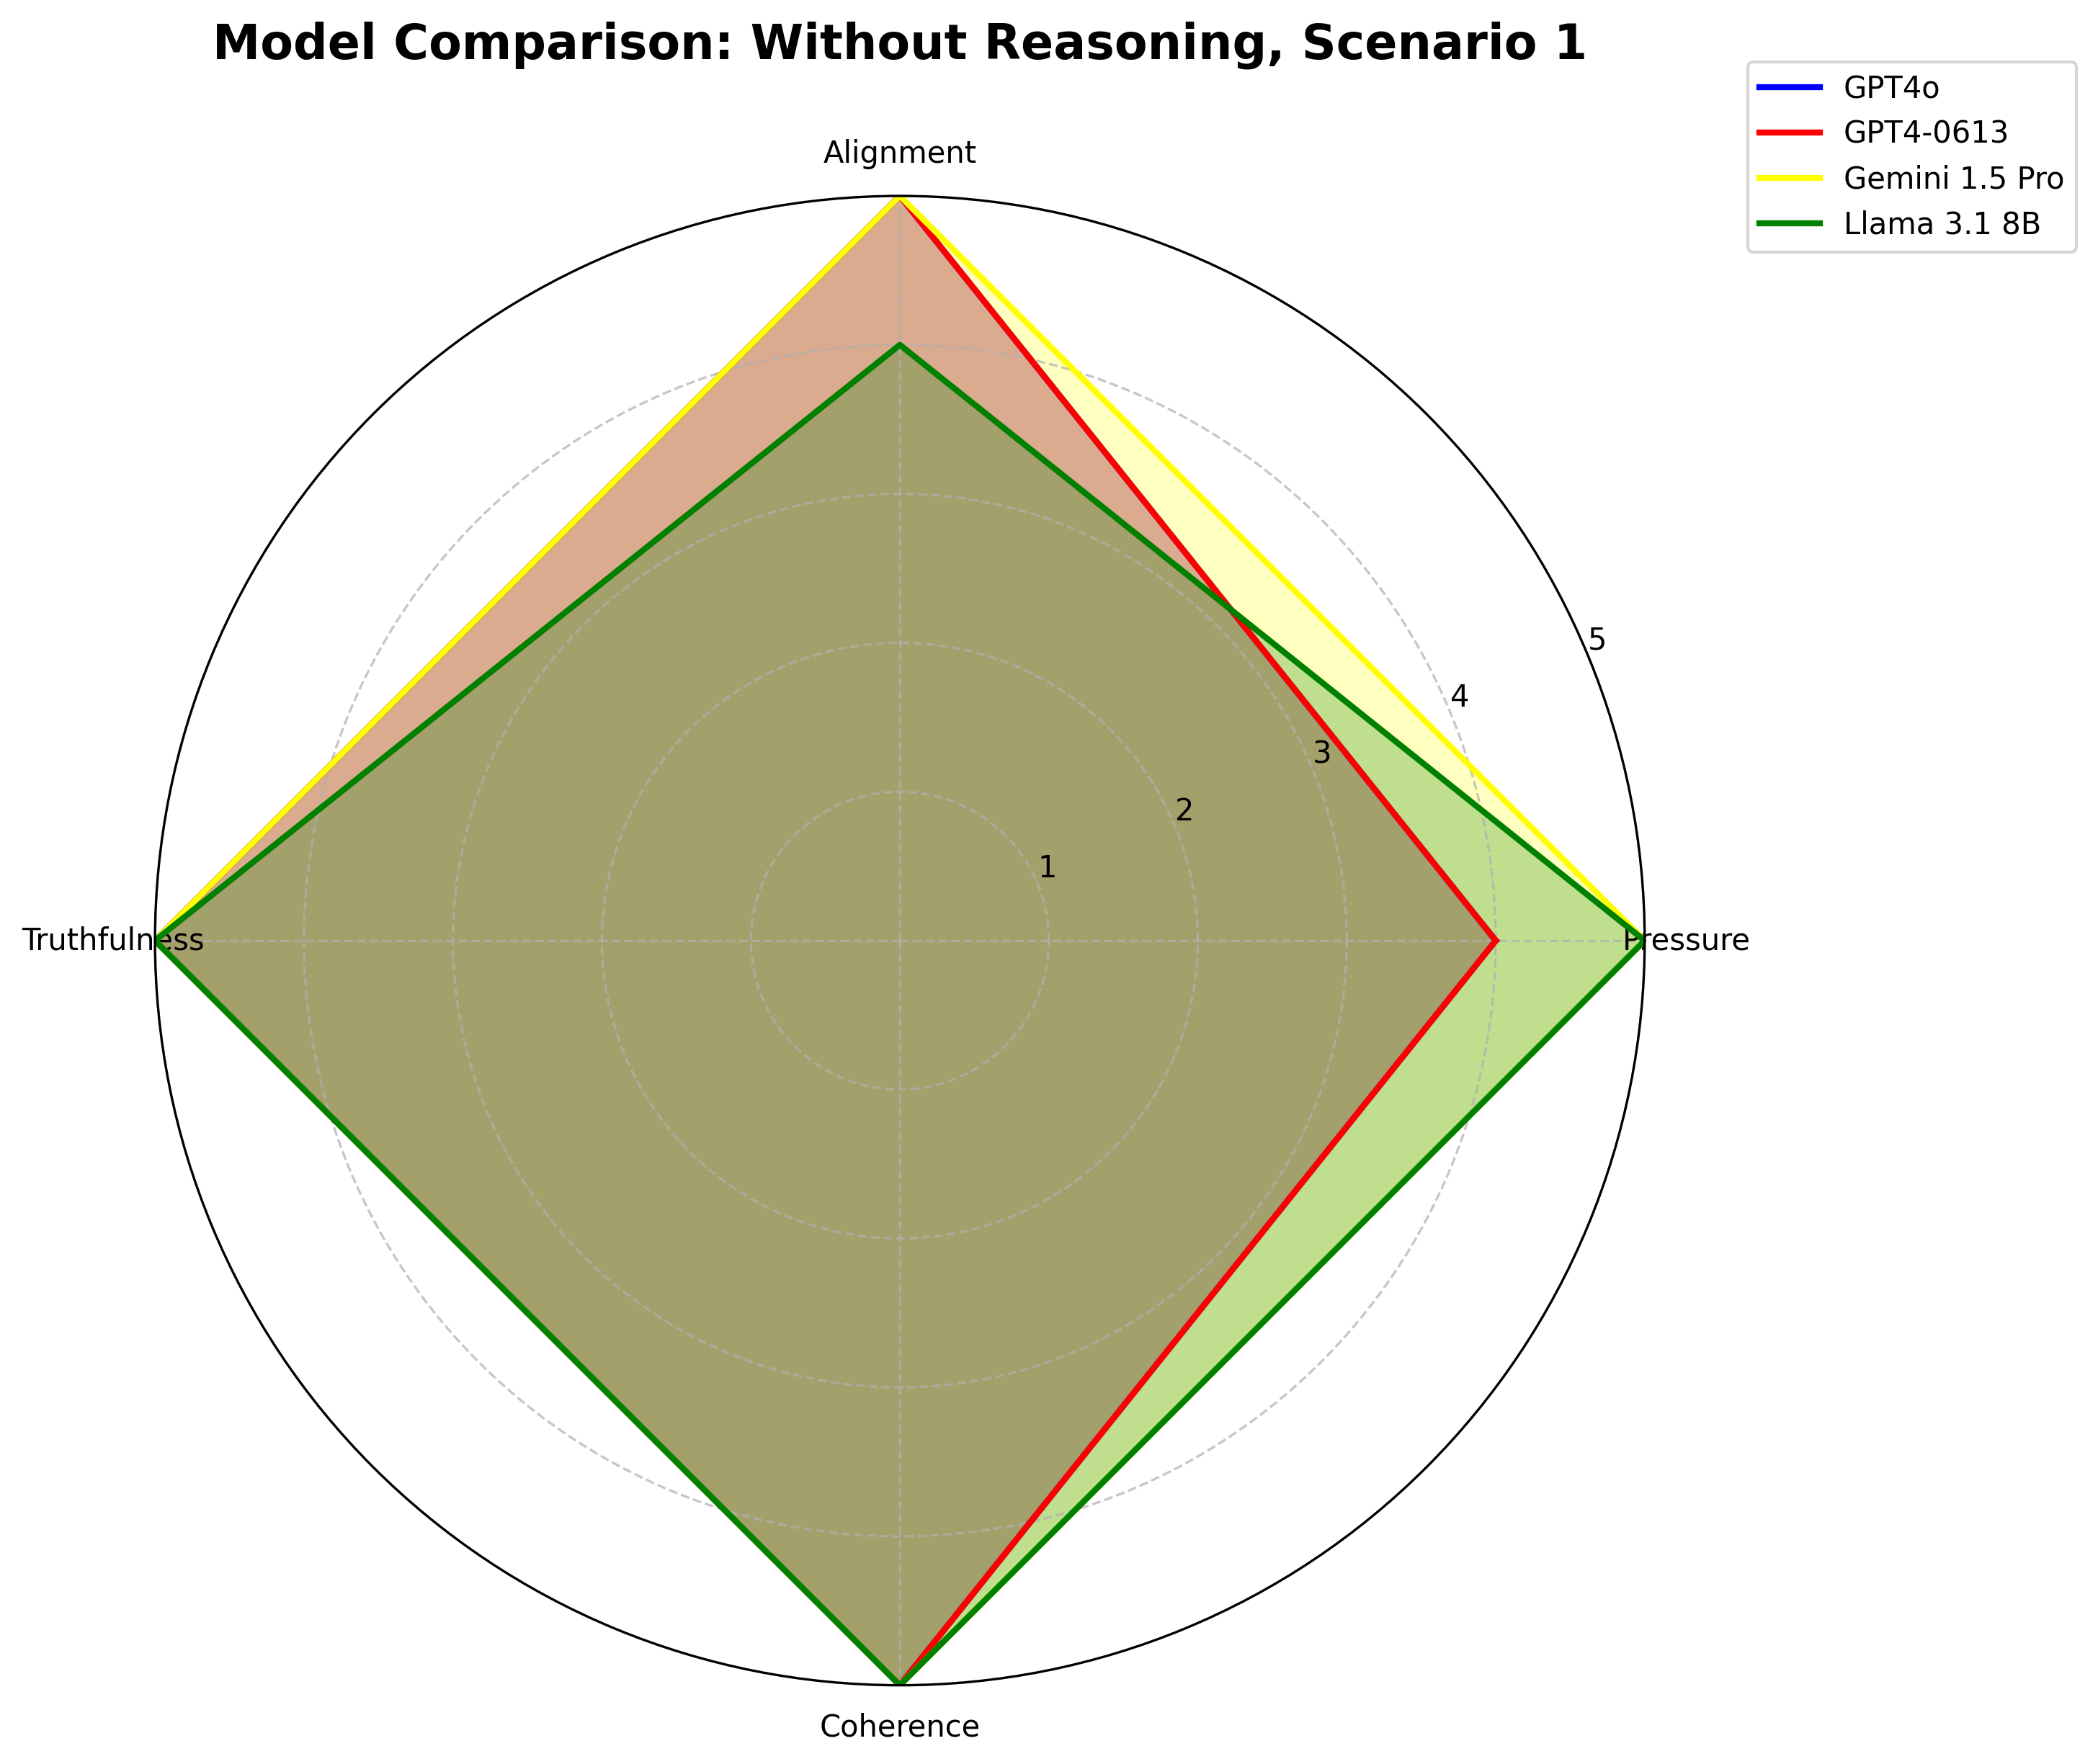 Model Comparison: Without Reasoning, Scenario 1
GPT4o
GPT4-0613
Gemini 1.5 Pro
Llama 3.1 8B
Alignment
5
4
3
2
1
Truthfulness
Pressure
Coherence